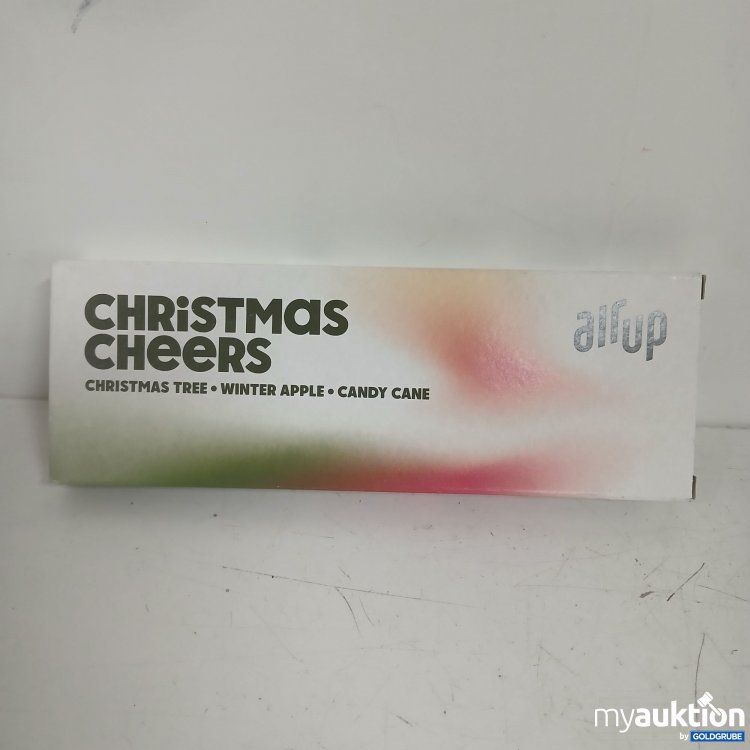 CHRiSTMaS
CHeeRS
CHRISTMAS TREE • WINTER APPLE • CANDY CANE
air up
myauktion
by GOLDGRUBE